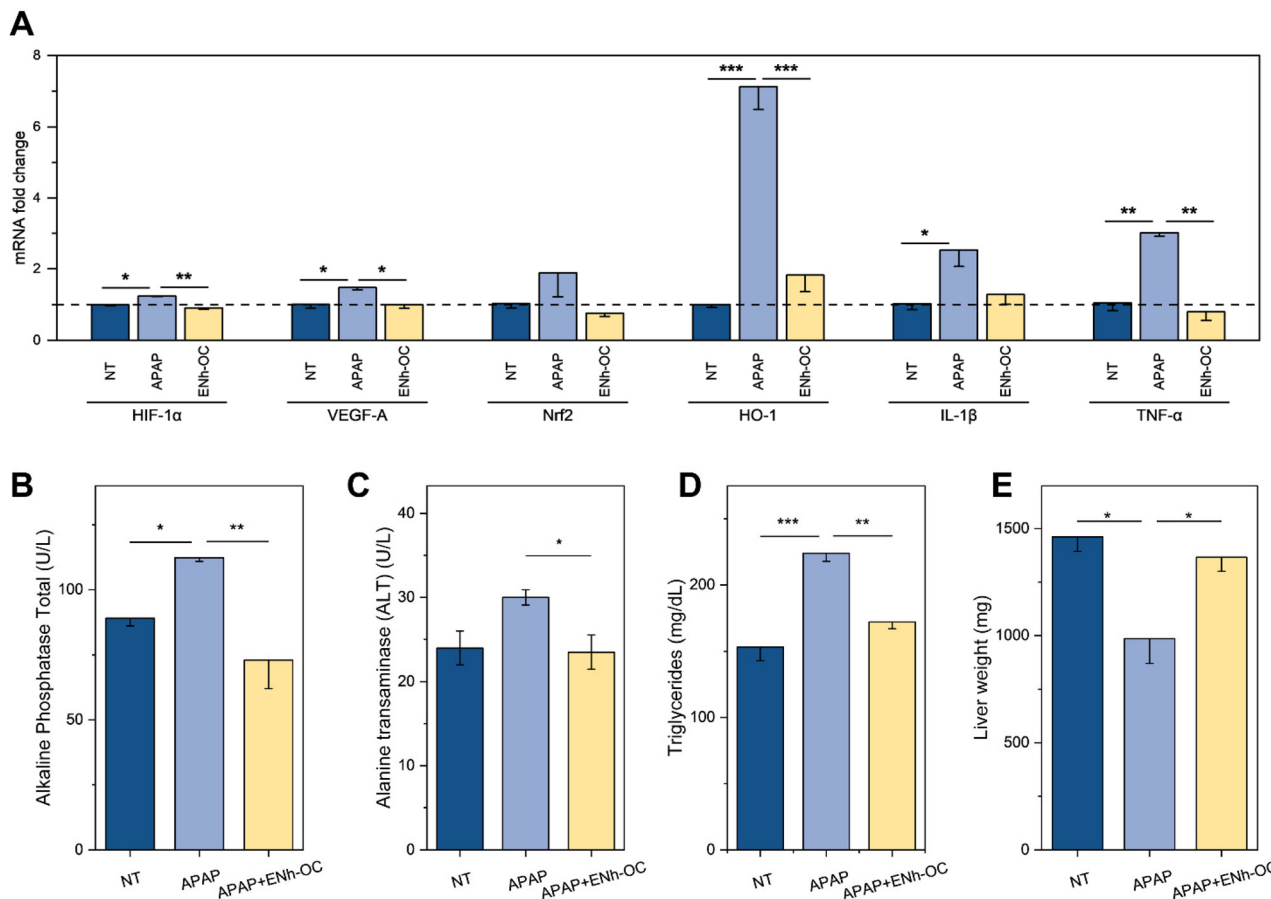 A
mRNA fold change
8
6
4
2
0
* ** * * *** *** * ** **
NT APAP ENh-OC NT APAP ENh-OC NT APAP ENh-OC NT APAP ENh-OC NT APAP ENh-OC NT APAP ENh-OC
HIF-1α VEGF-A Nrf2 HO-1 IL-1β TNF-α
B
Alkaline Phosphatase Total (U/L)
100
50
0
* **
NT APAP APAP+ENh-OC
C
Alanine transaminase (ALT) (U/L)
40
30
20
10
0
*
NT APAP APAP+ENh-OC
D
Triglycerides (mg/dL)
200
100
0
*** **
NT APAP APAP+ENh-OC
E
Liver weight (mg)
1500
1000
500
0
* *
NT APAP APAP+ENh-OC